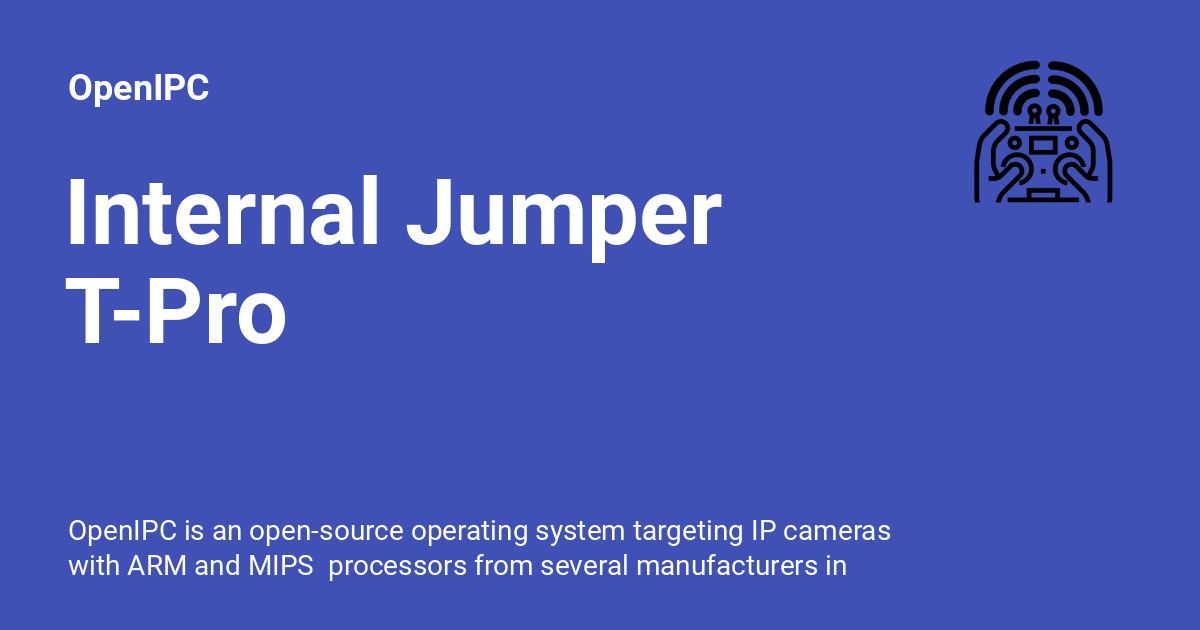 OpenIPC
Internal Jumper
T-Pro
OpenIPC is an open-source operating system targeting IP cameras
with ARM and MIPS  processors from several manufacturers in